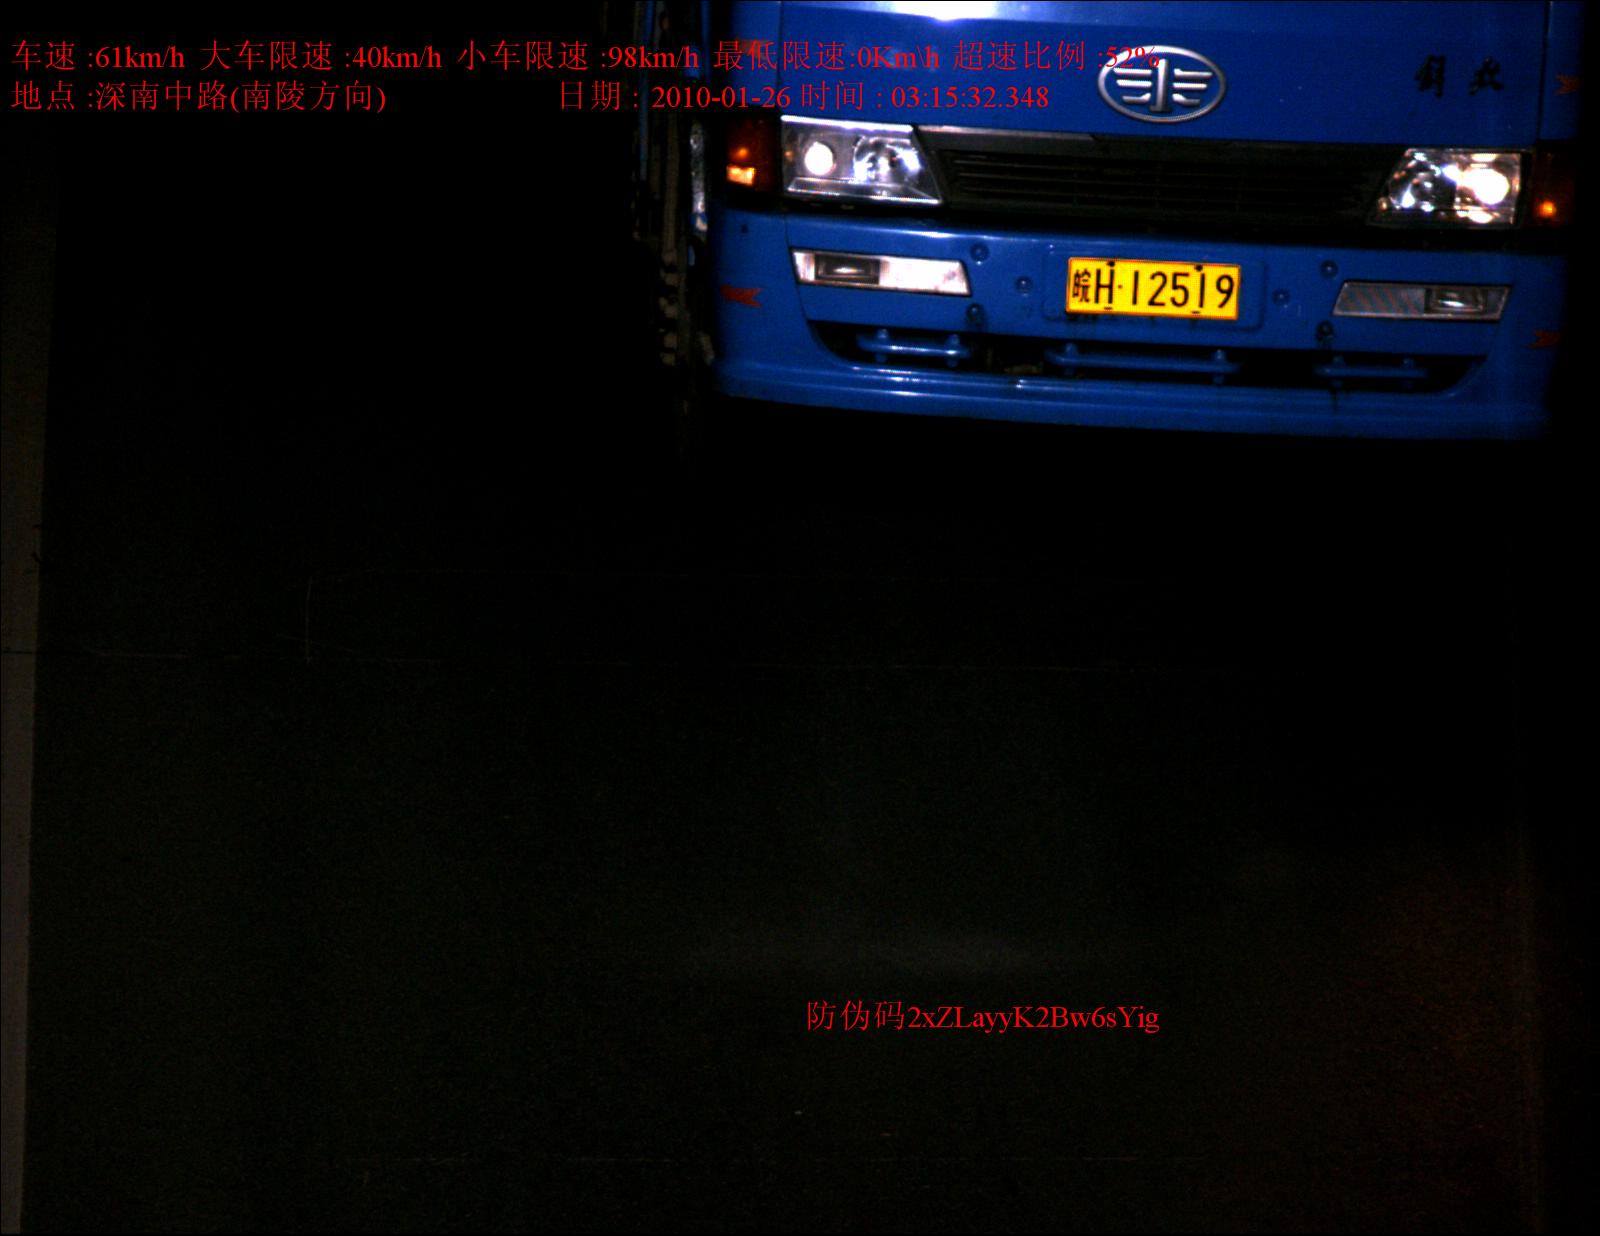 车速 :61km/h 大车限速 :40km/h 小车限速 :98km/h 最低限速:0Km\h 超速比例 :52%
地点 :深南中路(南陵方向) 日期 : 2010-01-26 时间 : 03:15:32.348
解放
皖H·12519
防伪码2xZLayyK2Bw6sYig